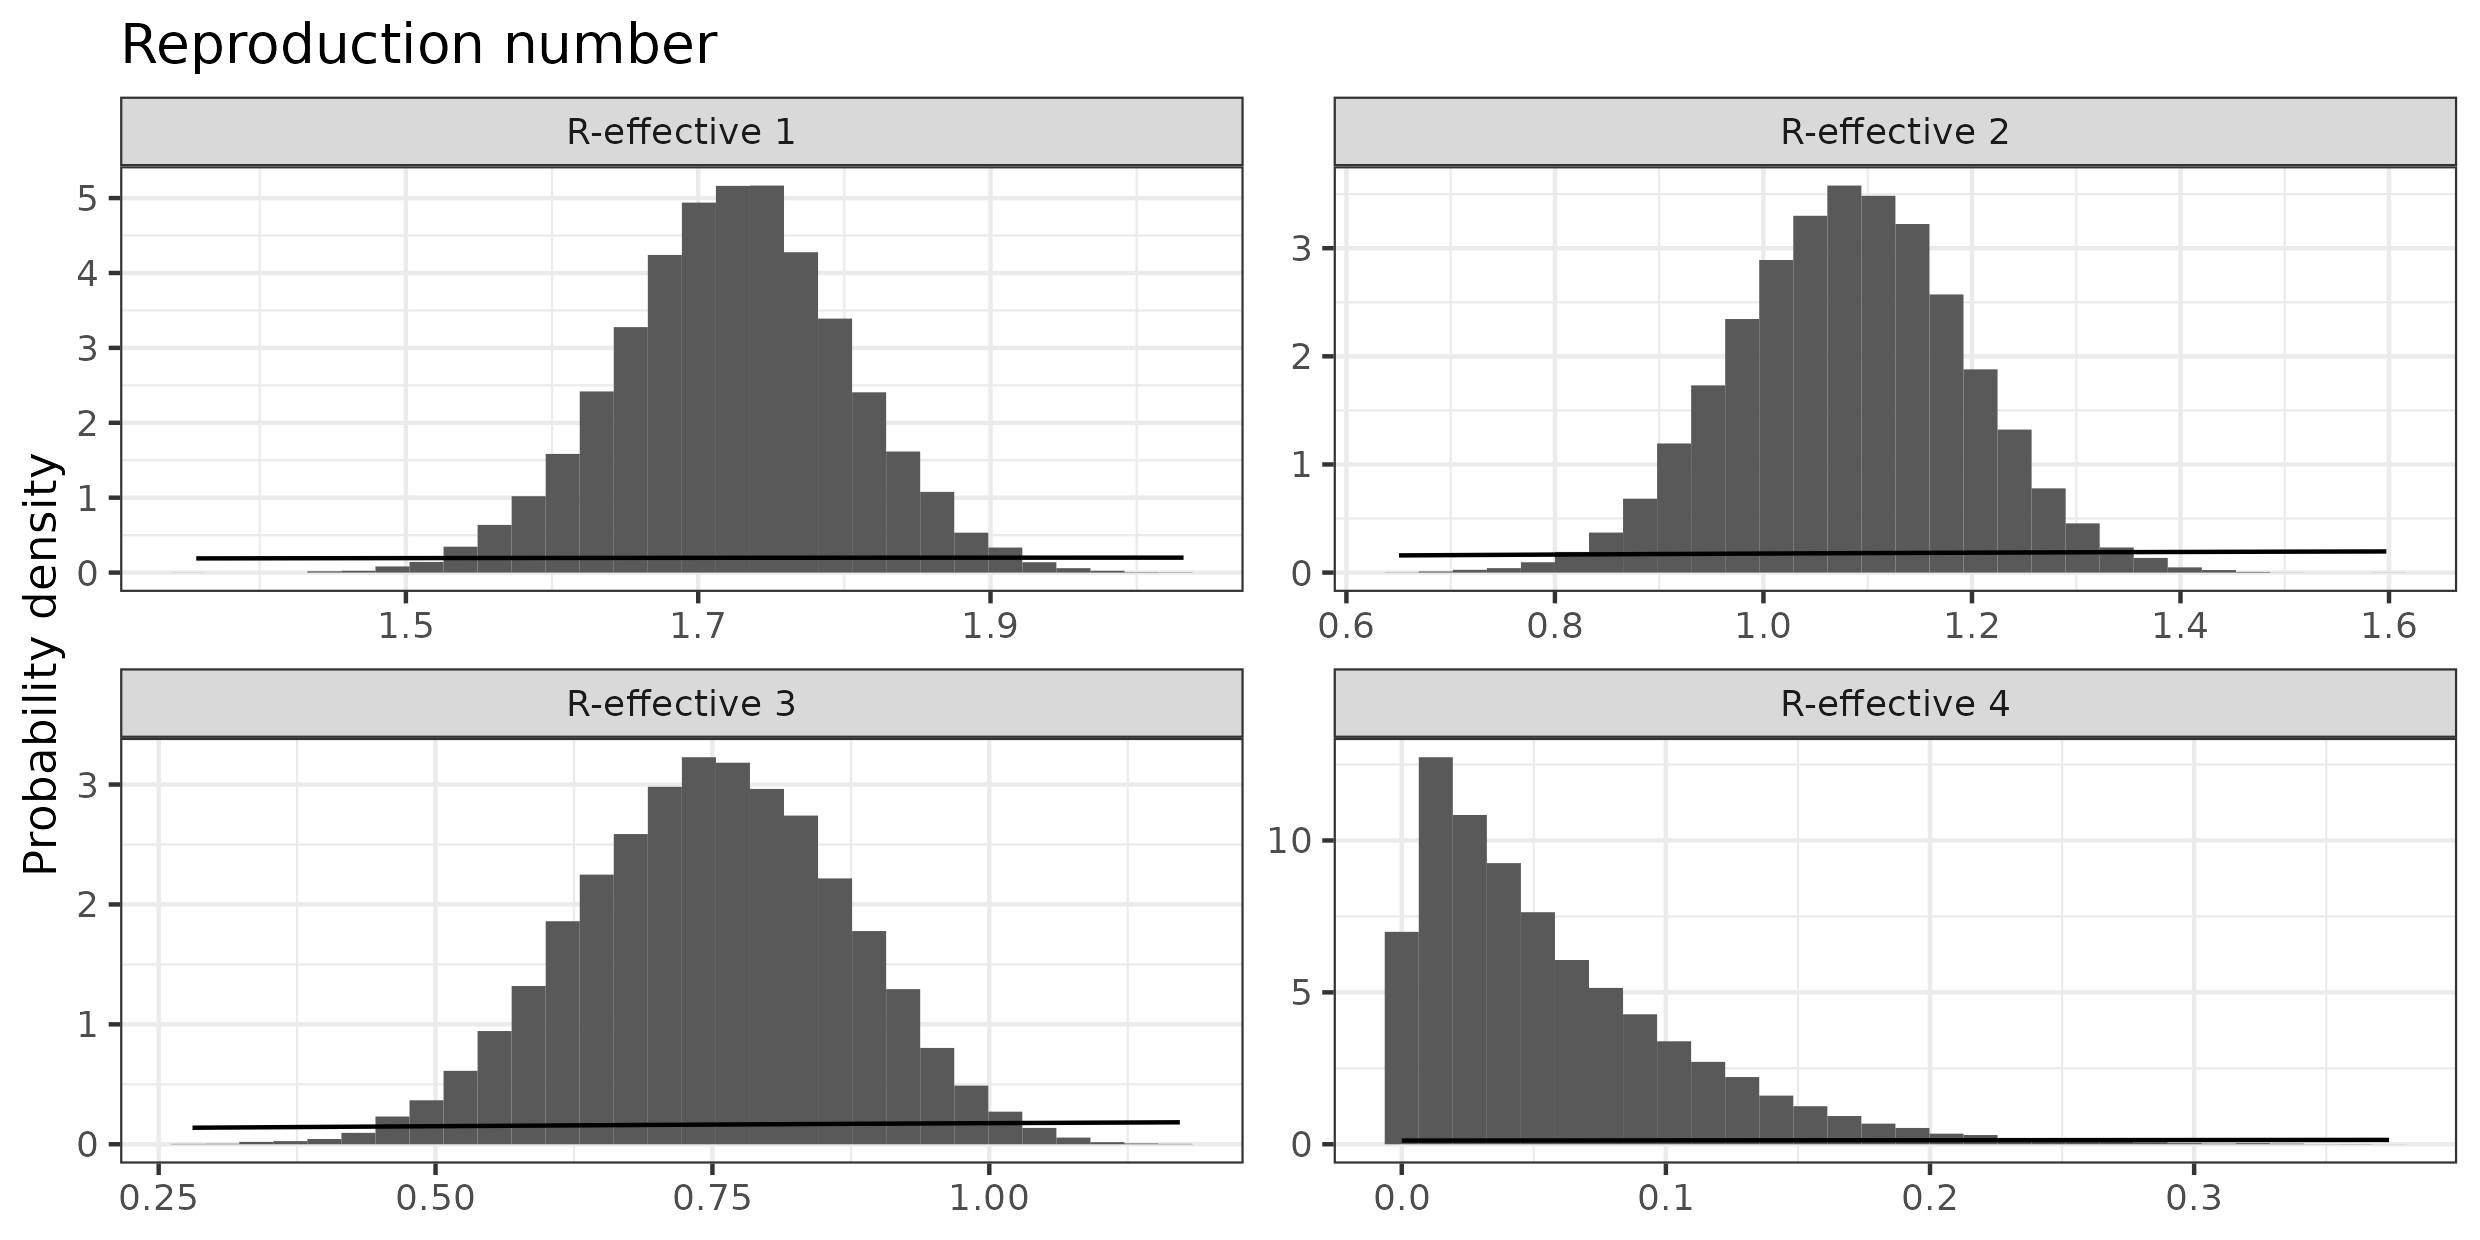 Reproduction number
R-effective 1
R-effective 2
5
4
3
2
1
0
1.5 1.7 1.9
3
2
1
0
0.6 0.8 1.0 1.2 1.4 1.6
Probability density
R-effective 3
R-effective 4
3
2
1
0
0.25 0.50 0.75 1.00
10
5
0
0.0 0.1 0.2 0.3